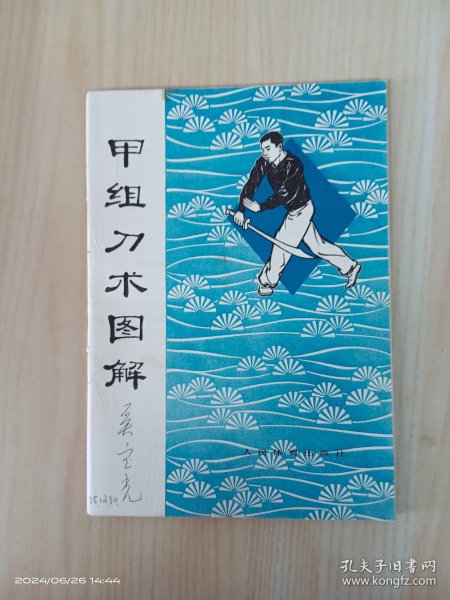 甲组刀术图解
人民体育出版社
75.12.30.
2024/06/26 14:44
孔夫子旧书网
www.kongfz.com